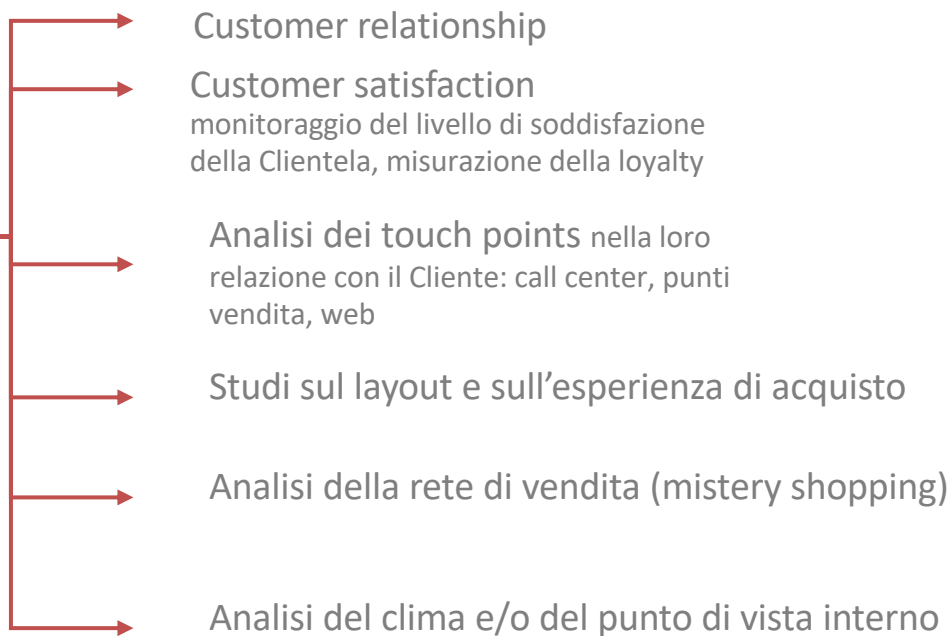 Customer relationship
Customer satisfaction
monitoraggio del livello di soddisfazione
della Clientela, misurazione della loyalty
Analisi dei touch points nella loro
relazione con il Cliente: call center, punti
vendita, web
Studi sul layout e sull’esperienza di acquisto
Analisi della rete di vendita (mistery shopping)
Analisi del clima e/o del punto di vista interno